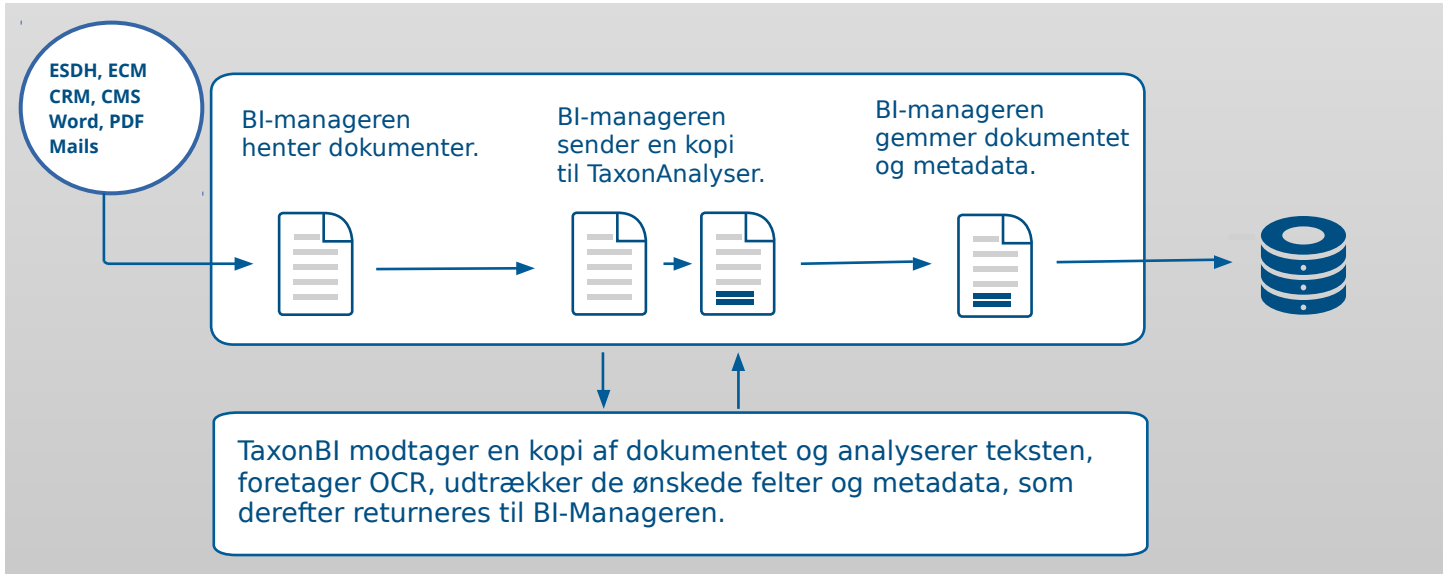 ESDH, ECM
CRM, CMS
Word, PDF
Mails
BI-manageren
henter dokumenter.
BI-manageren
sender en kopi
til TaxonAnalyser.
BI-manageren
gemmer dokumentet
og metadata.
TaxonBI modtager en kopi af dokumentet og analyserer teksten,
foretager OCR, udtrækker de ønskede felter og metadata, som
derefter returneres til BI-Manageren.